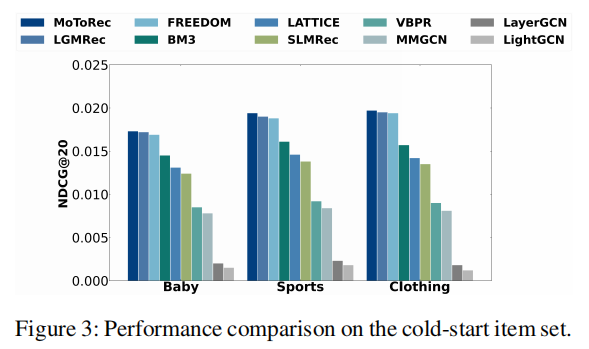 MoToRec FREEDOM LATTICE VBPR LayerGCN
LGMRec BM3 SLMRec MMGCN LightGCN
NDCG@20
0.025
0.020
0.015
0.010
0.005
0.000
Baby Sports Clothing
Figure 3: Performance comparison on the cold-start item set.